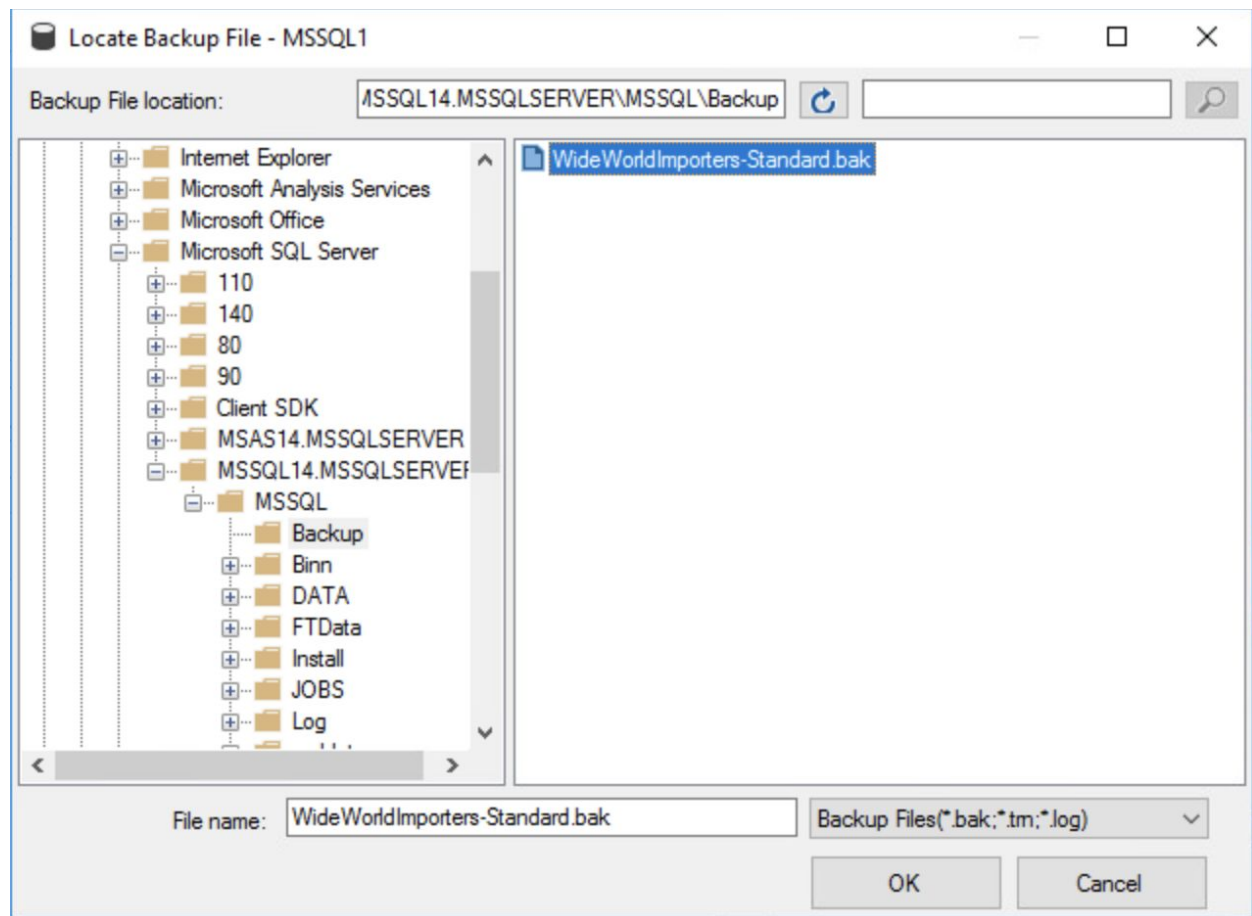 Locate Backup File - MSSQL1
Backup File location:
MSSQL14.MSSQLSERVER\MSSQL\Backup
Internet Explorer
Microsoft Analysis Services
Microsoft Office
Microsoft SQL Server
110
140
80
90
Client SDK
MSAS14.MSSQLSERVER
MSSQL14.MSSQLSERVER
MSSQL
Backup
Binn
DATA
FTData
Install
JOBS
Log
WideWorldImporters-Standard.bak
File name:
WideWorldImporters-Standard.bak
Backup Files(*.bak;*.trn;*.log)
OK
Cancel